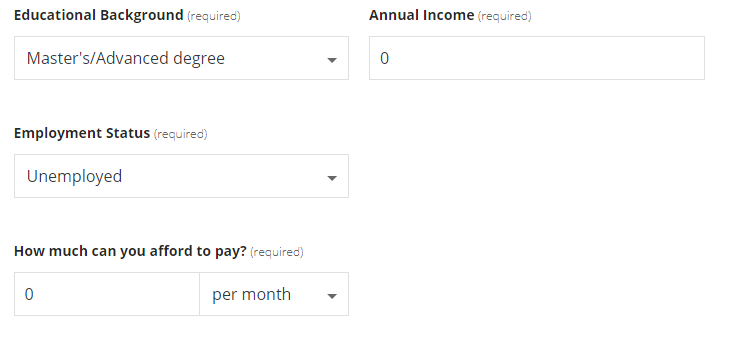 Educational Background (required)
Annual Income (required)
Master's/Advanced degree
0
Employment Status (required)
Unemployed
How much can you afford to pay? (required)
0
per month